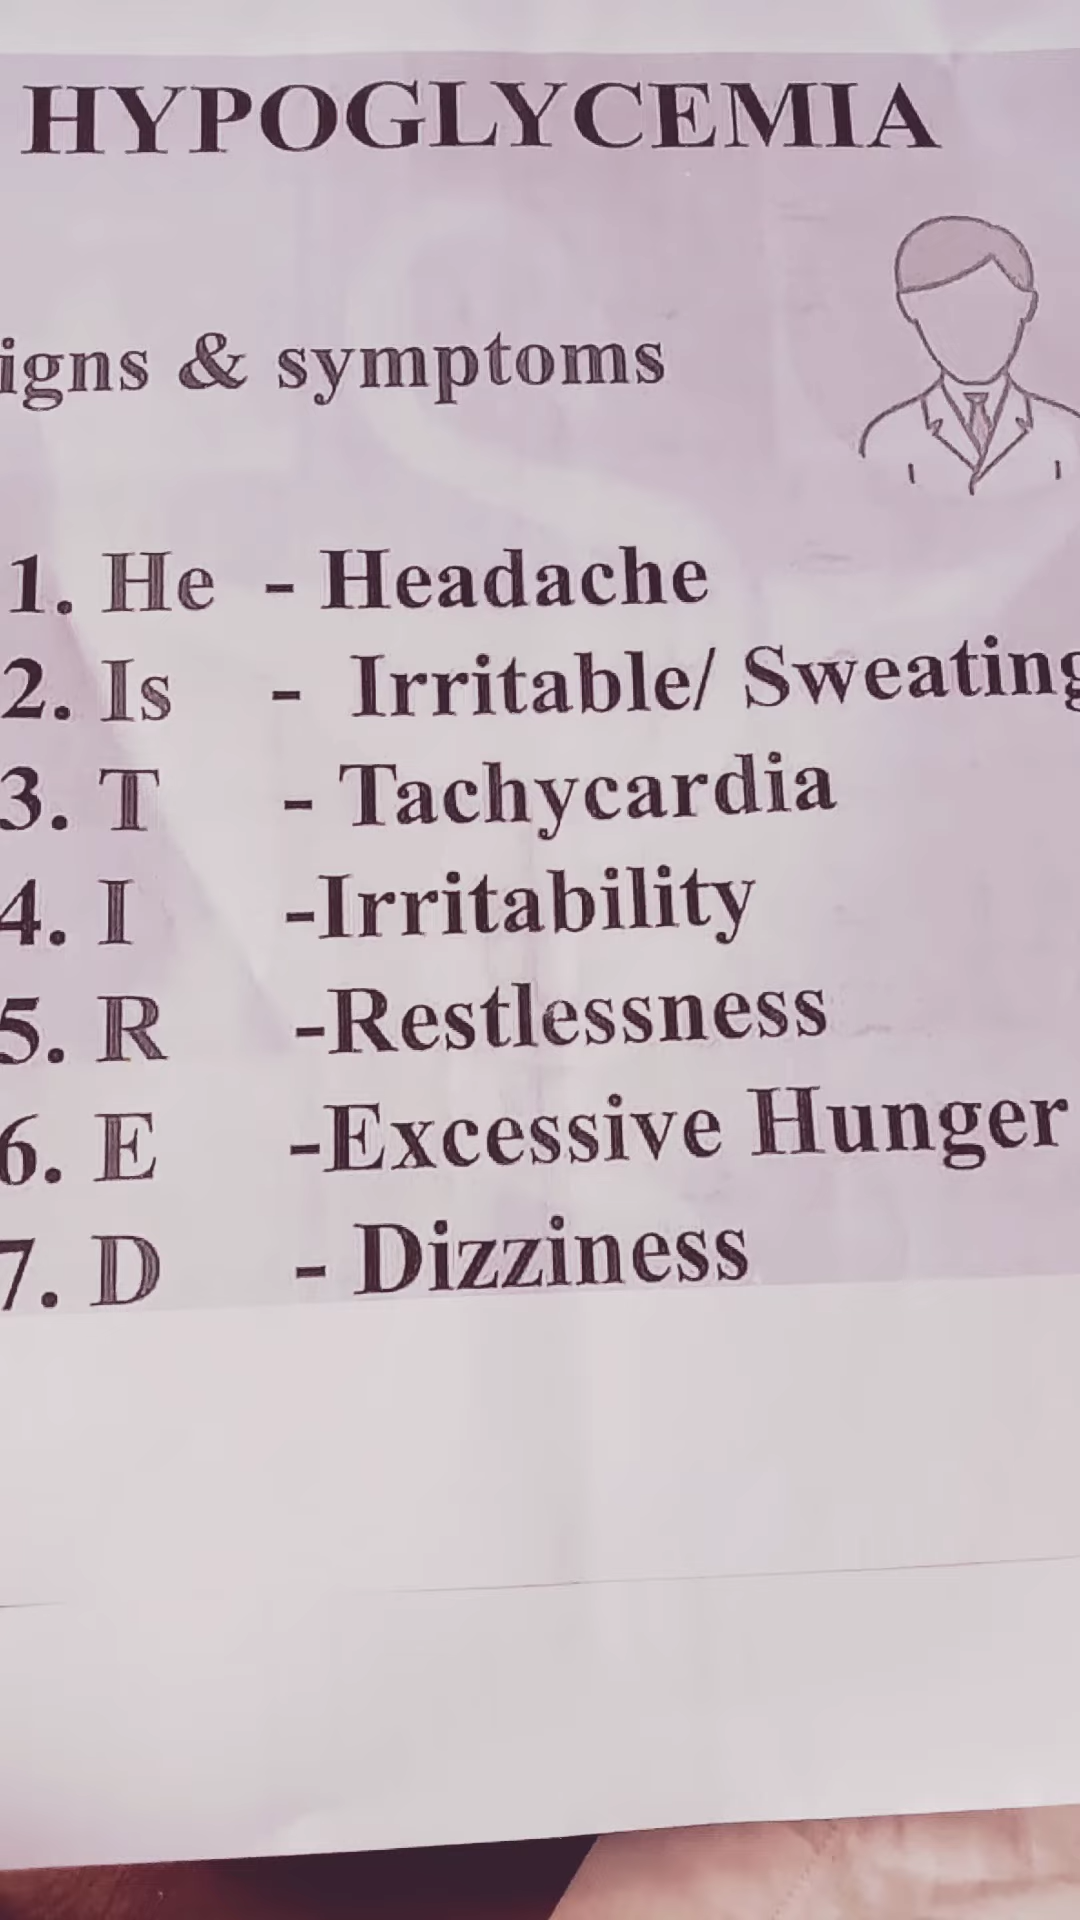 HYPOGLYCEMIA
igns & symptoms
1. He - Headache
2. Is - Irritable/ Sweating
3. T - Tachycardia
4. I -Irritability
5. R -Restlessness
6. E -Excessive Hunger
7. D - Dizziness